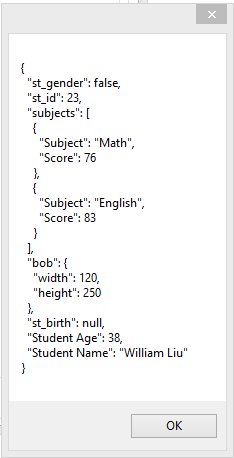 {
"st_gender": false,
"st_id": 23,
"subjects": [
{
"Subject": "Math",
"Score": 76
},
{
"Subject": "English",
"Score": 83
}
],
"bob": {
"width": 120,
"height": 250
},
"st_birth": null,
"Student Age": 38,
"Student Name": "William Liu"
}
OK